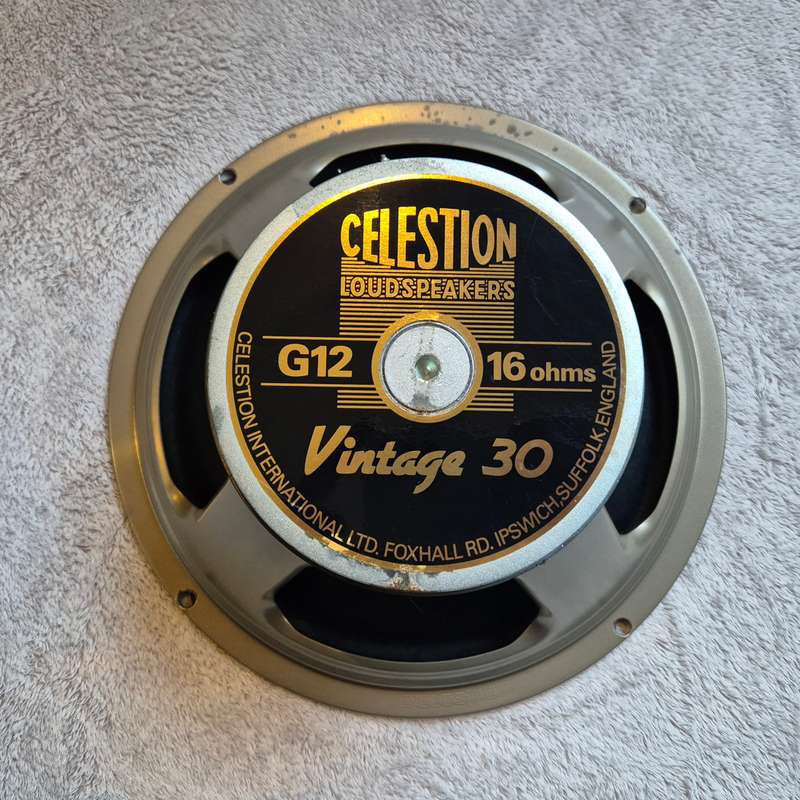 CELESTION
LOUDSPEAKERS
G12
16 ohms
Vintage 30
CELESTION INTERNATIONAL LTD. FOXHALL RD. IPSWICH,SUFFOLK,ENGLAND